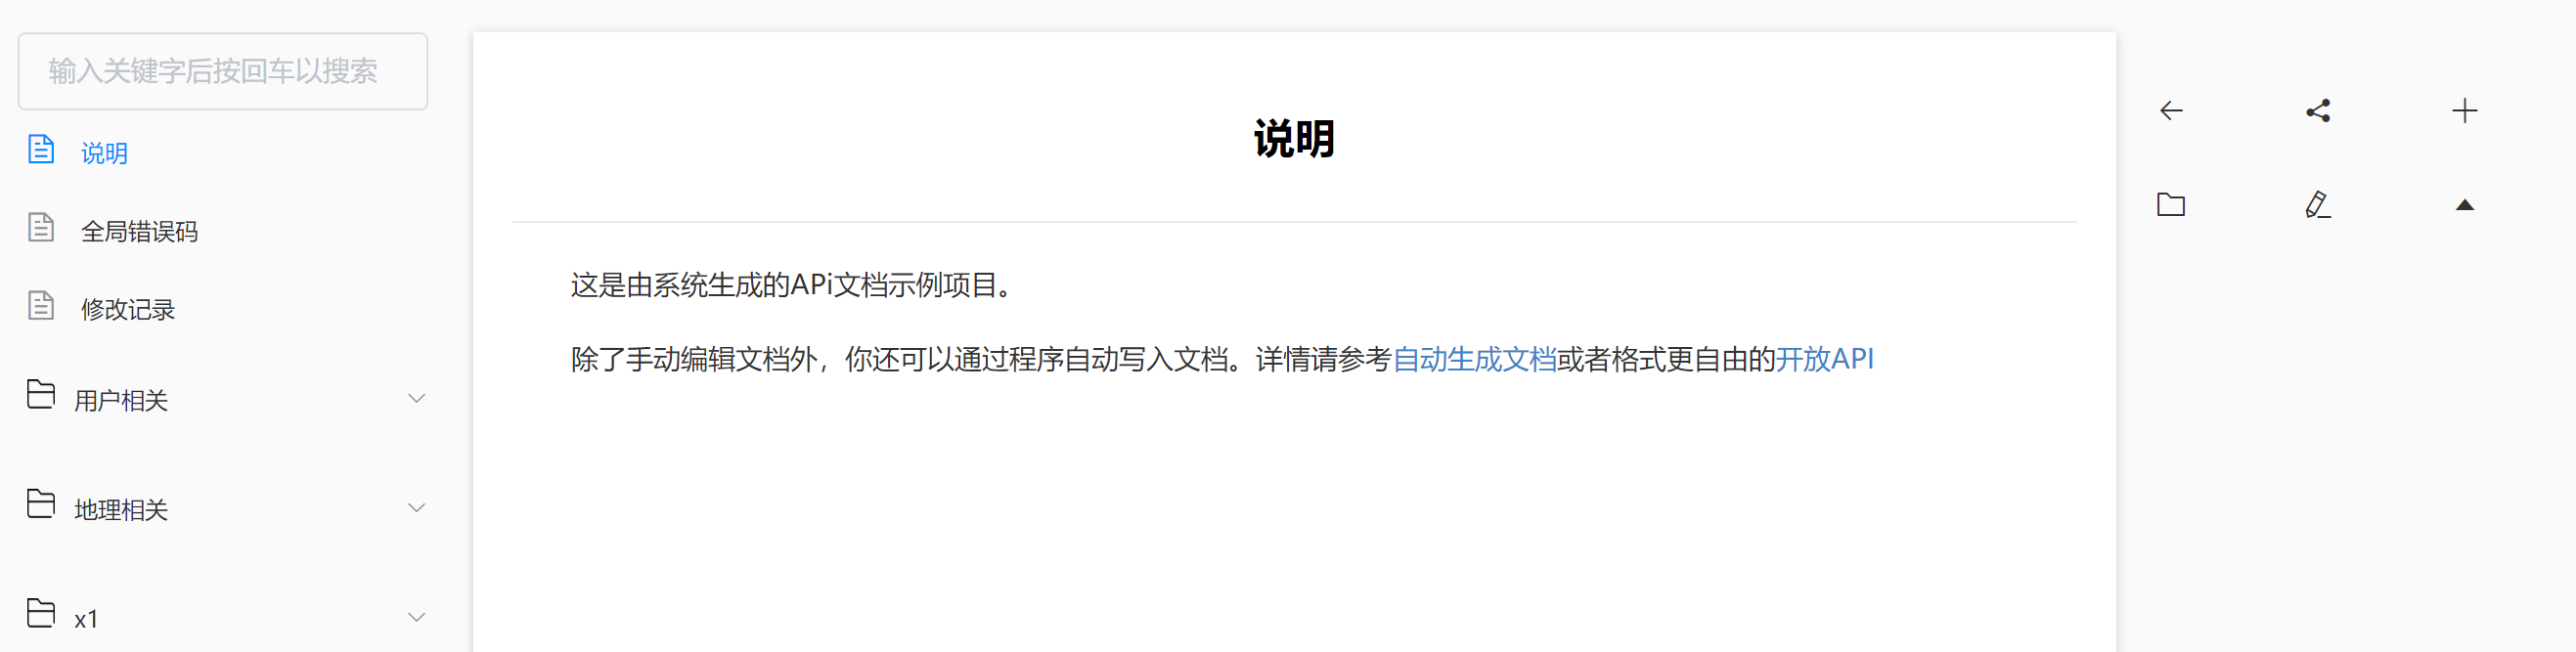 输入关键字后按回车以搜索
说明
全局错误码
修改记录
用户相关
地理相关
x1
说明
这是由系统生成的APi文档示例项目。
除了手动编辑文档外，你还可以通过程序自动写入文档。详情请参考自动生成文档或者格式更自由的开放API